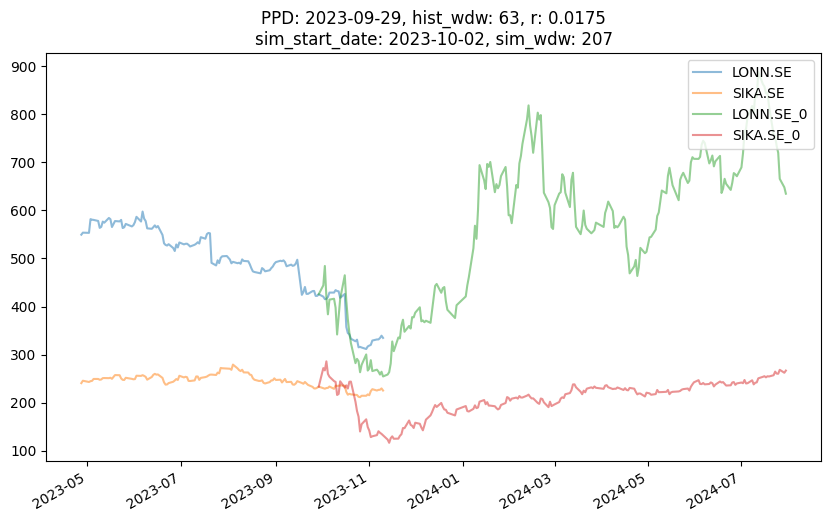 PPD: 2023-09-29, hist_wdw: 63, r: 0.0175
sim_start_date: 2023-10-02, sim_wdw: 207
900
800
700
600
500
400
300
200
100
LONN.SE
SIKA.SE
LONN.SE_0
SIKA.SE_0
2023-05
2023-07
2023-09
2023-11
2024-01
2024-03
2024-05
2024-07